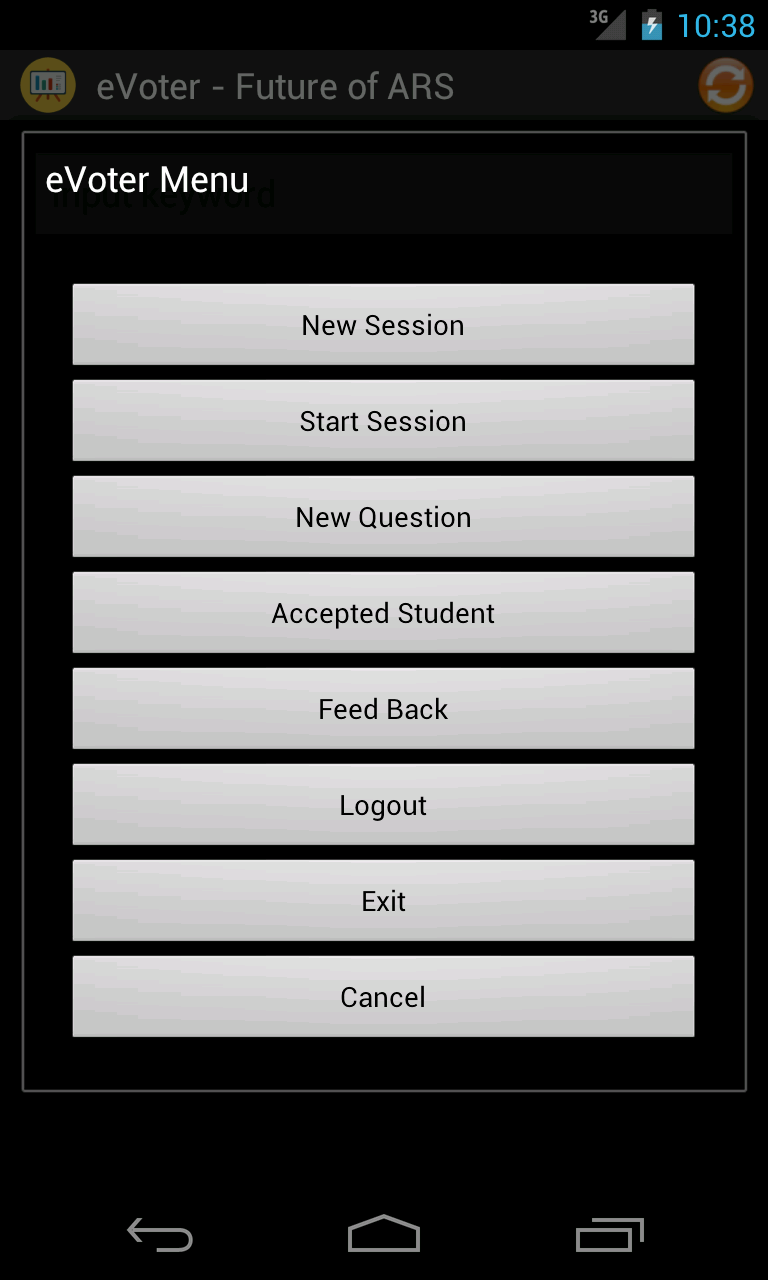 3G 10:38
eVoter - Future of ARS
eVoter Menu
Input keyword
New Session
Start Session
New Question
Accepted Student
Feed Back
Logout
Exit
Cancel